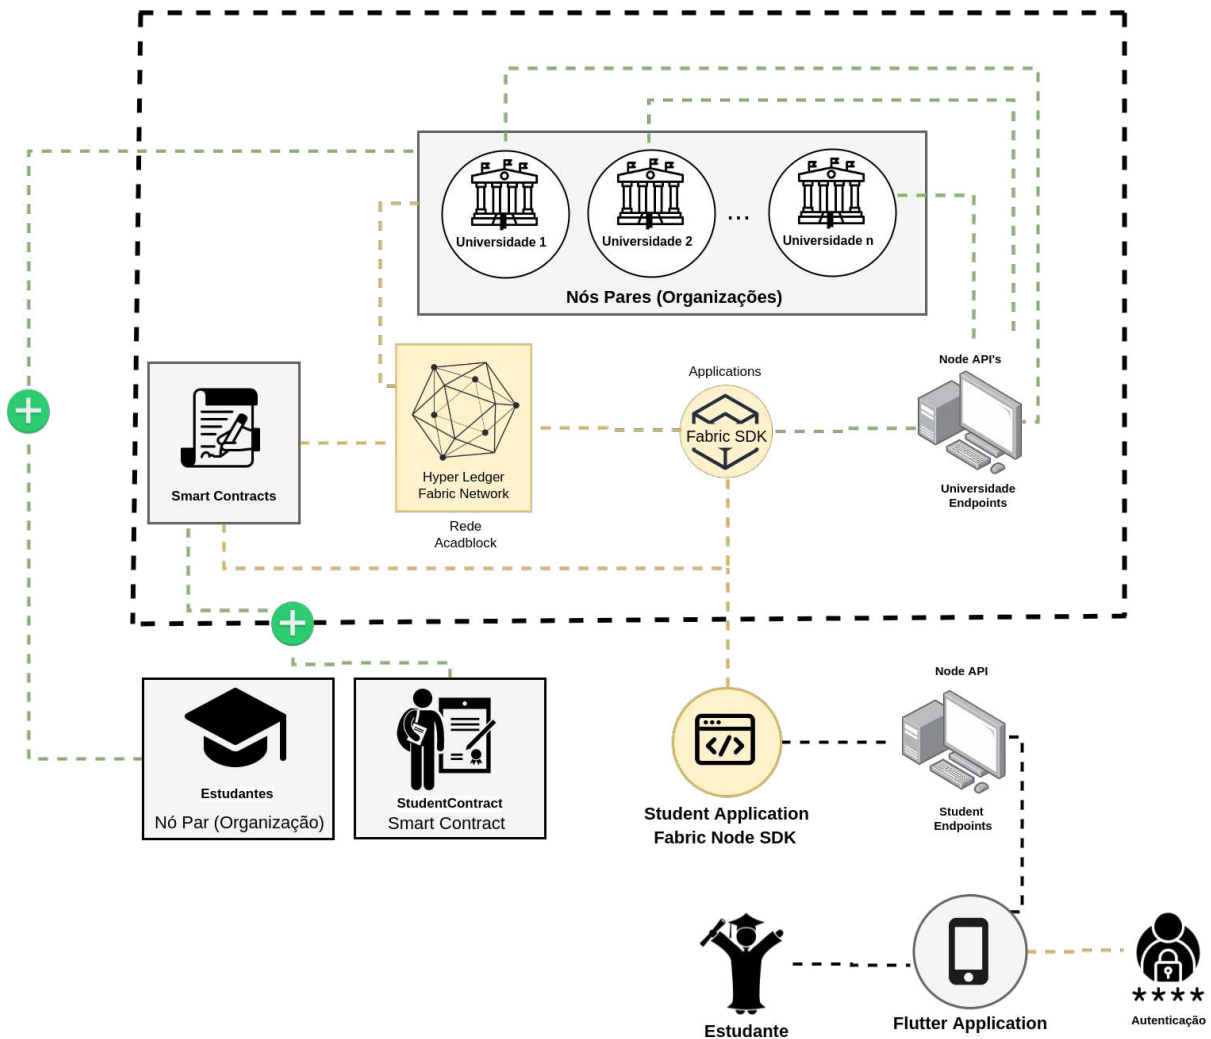 Universidade 1
Universidade 2
...
Universidade n
Nós Pares (Organizações)
Node API's
Applications
Fabric SDK
Hyper Ledger
Fabric Network
Smart Contracts
Universidade
Endpoints
Rede
Acadblock
Node API
Estudantes
Nó Par (Organização)
StudentContract
Smart Contract
Student Application
Fabric Node SDK
Student
Endpoints
Estudante
Flutter Application
****
Autenticação